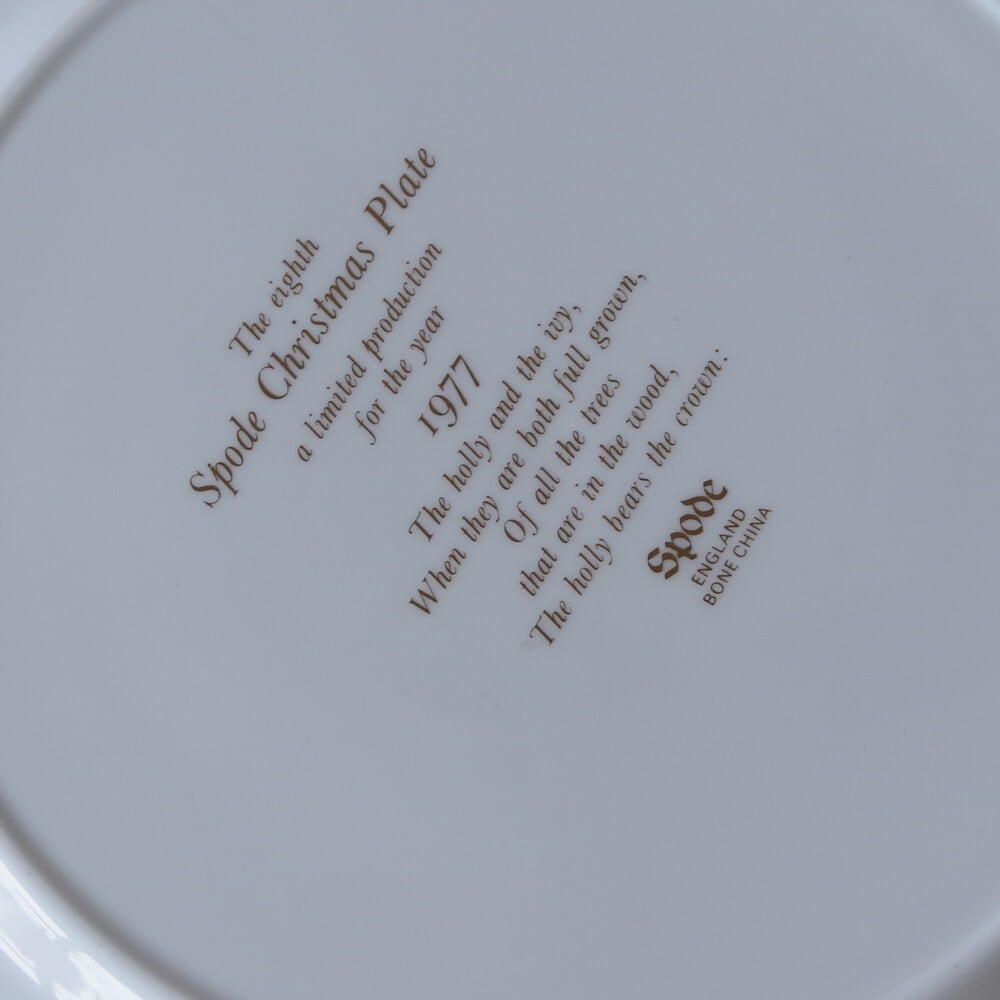 The eighth
Spode Christmas Plate
a limited production
for the year
1977
The holly and the ivy,
When they are both full grown,
Of all the trees
that are in the wood,
The holly bears the crown:
Spode
ENGLAND
BONE CHINA